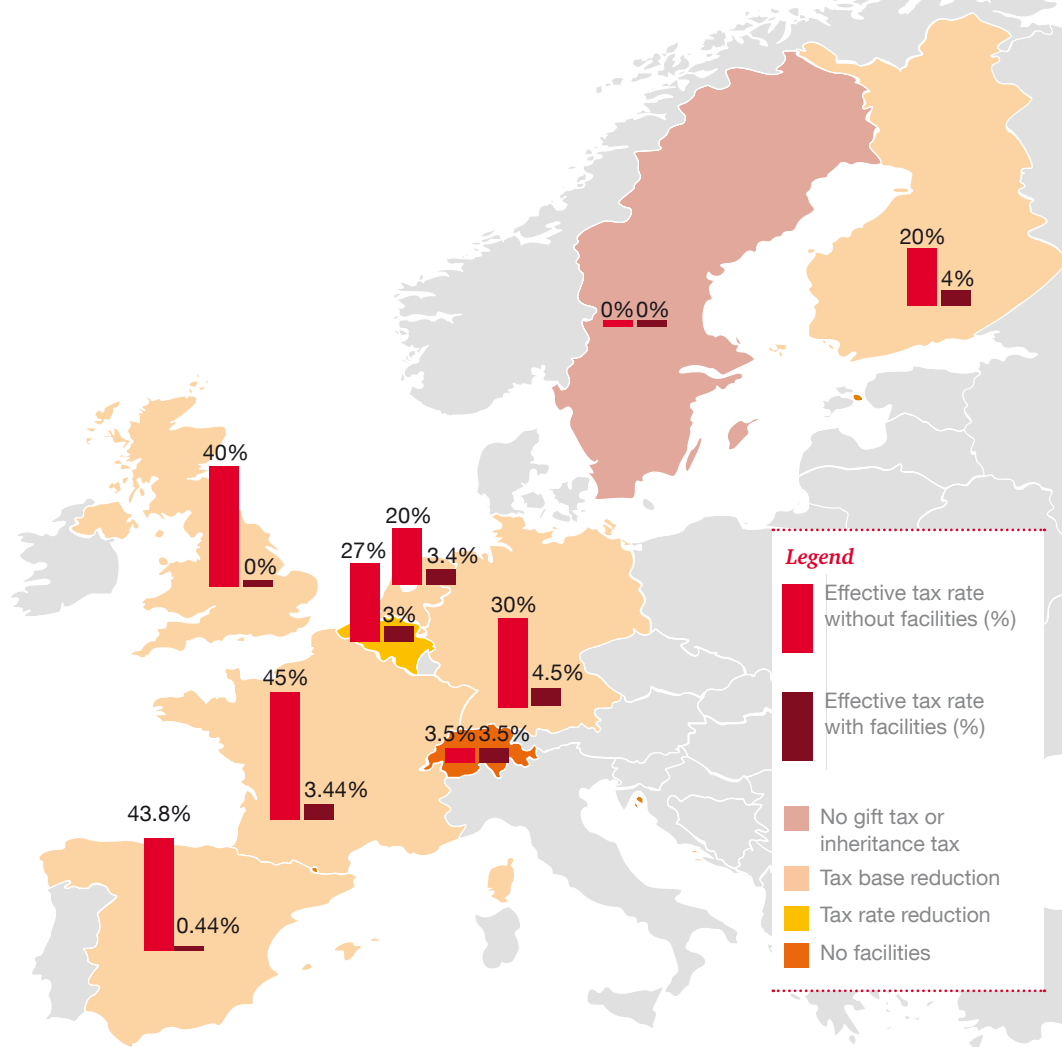 20%
4%
0% 0%
40%
0%
20%
3.4%
27%
3%
30%
4.5%
45%
3.44%
3.5% 3.5%
43.8%
0.44%
Legend
Effective tax rate
without facilities (%)
Effective tax rate
with facilities (%)
No gift tax or
inheritance tax
Tax base reduction
Tax rate reduction
No facilities